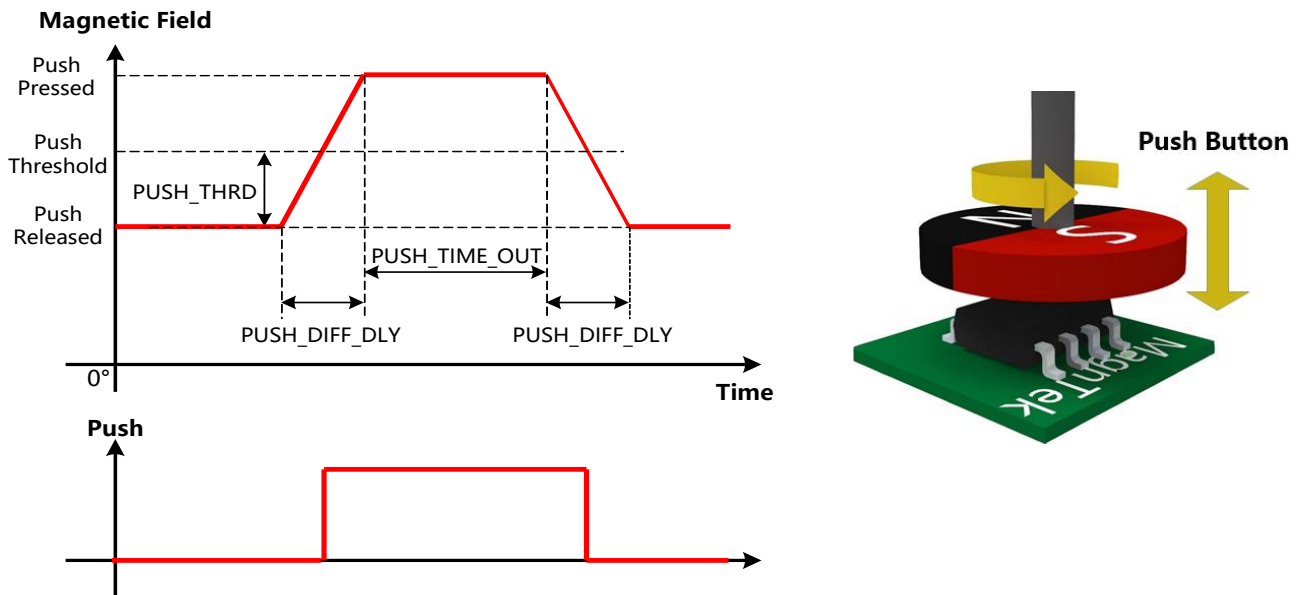 Magnetic Field
Push
Pressed
Push
Threshold
PUSH_THRD
Push
Released
PUSH_TIME_OUT
PUSH_DIFF_DLY
PUSH_DIFF_DLY
0°
Time
Push
Push Button
N
S
MagnTek